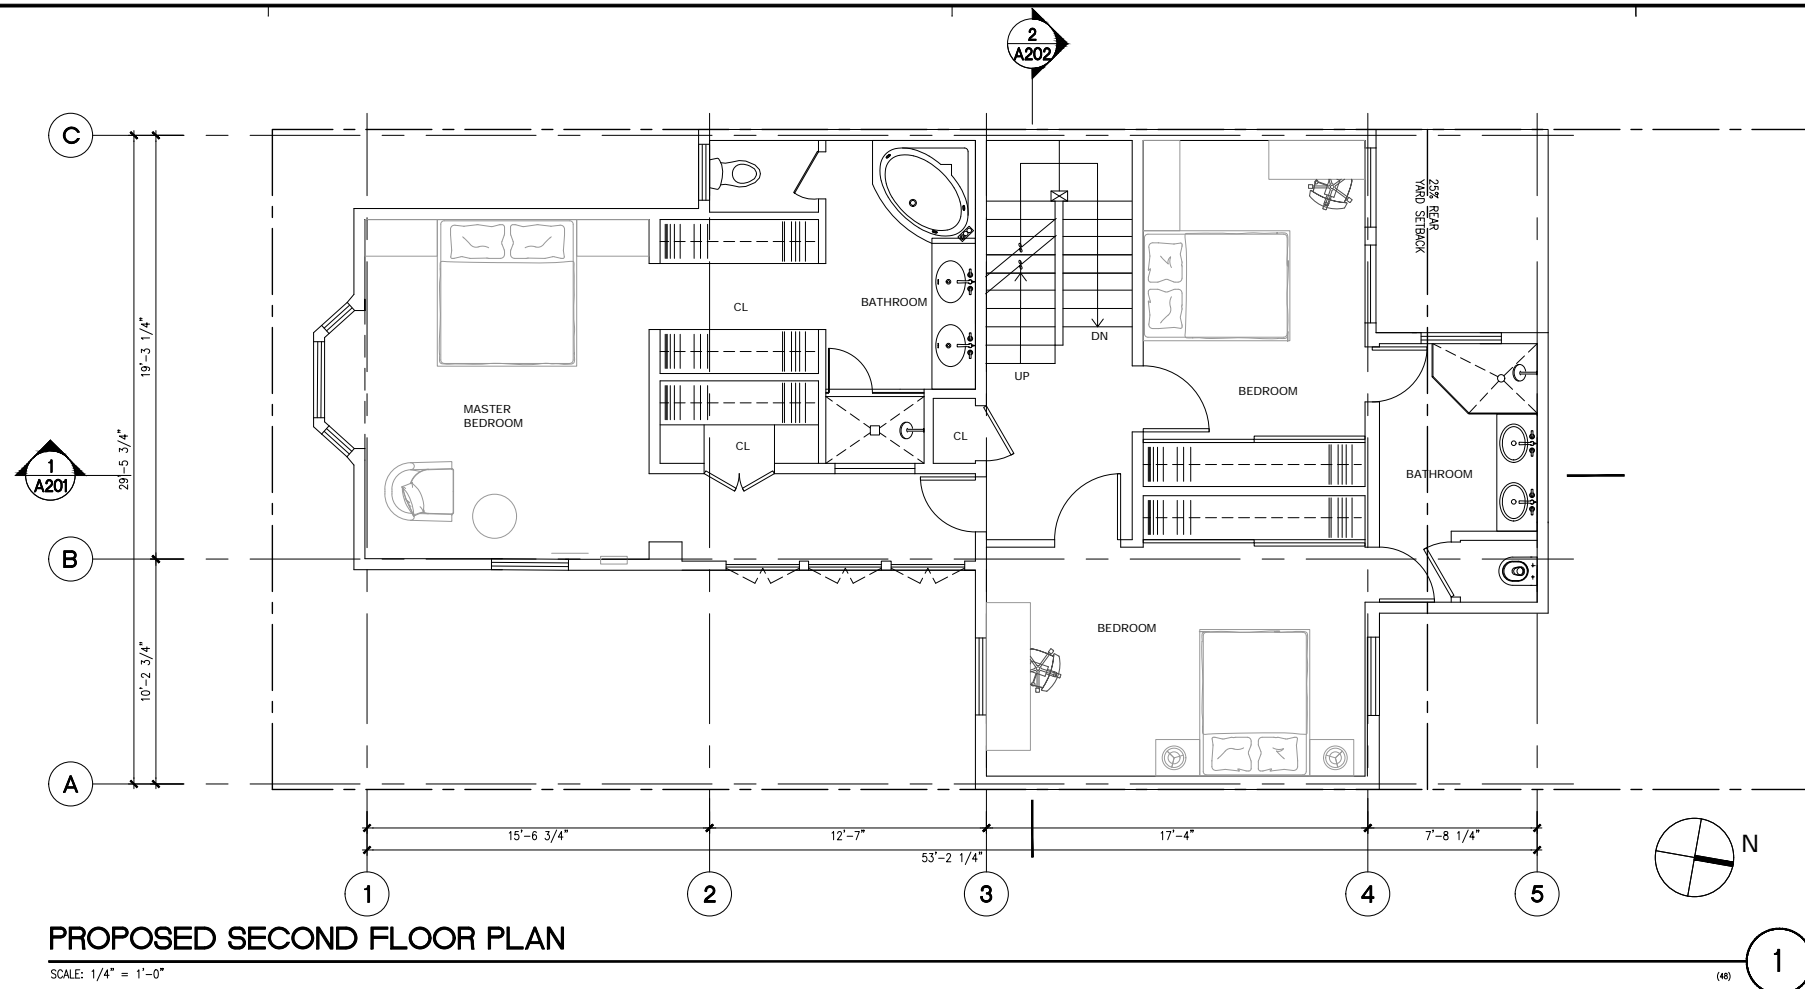 2
A202
C
25% REAR
YARD SETBACK
CL
BATHROOM
19'-3 1/4"
DN
UP
BEDROOM
MASTER
BEDROOM
CL
CL
1
A201
29'-5 3/4"
BATHROOM
B
BEDROOM
10'-2 3/4"
A
15'-6 3/4"
12'-7"
17'-4"
7'-8 1/4"
53'-2 1/4"
N
1
2
3
4
5
PROPOSED SECOND FLOOR PLAN
1
SCALE: 1/4" = 1'-0"
(48)